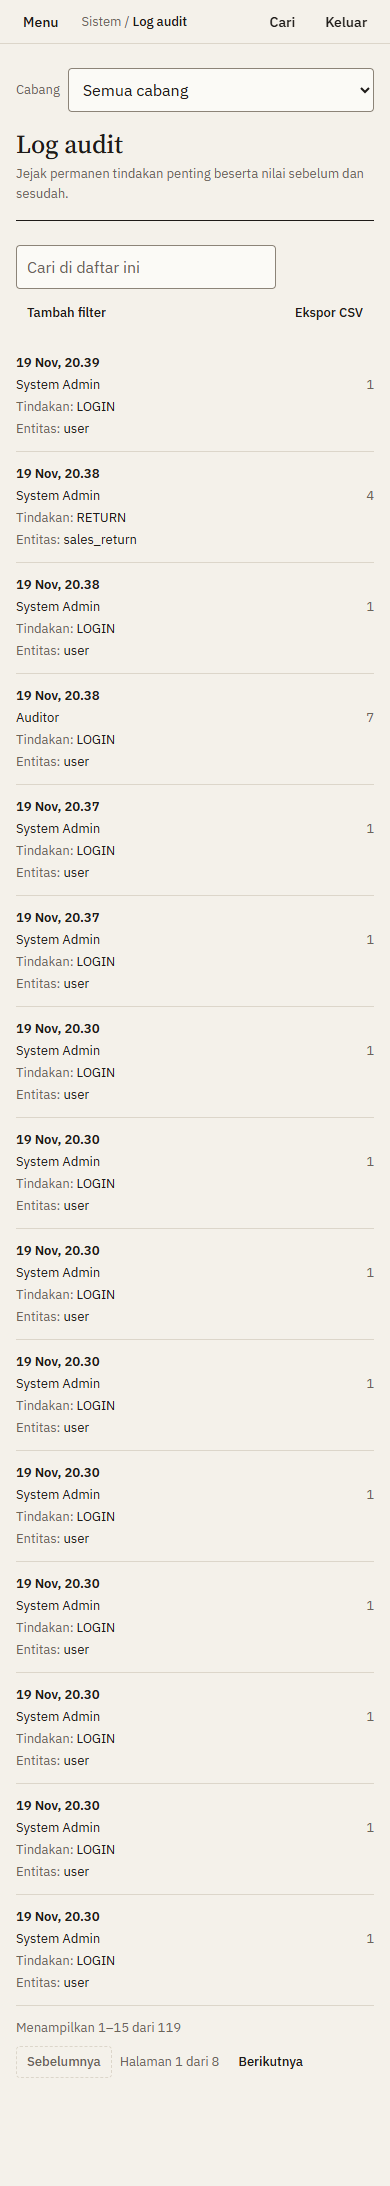 Menu Sistem / Log audit Cari Keluar
Cabang Semua cabang
Log audit
Jejak permanen tindakan penting beserta nilai sebelum dan
sesudah.
Cari di daftar ini
Tambah filter Ekspor CSV
19 Nov, 20.39
System Admin 1
Tindakan: LOGIN
Entitas: user
19 Nov, 20.38
System Admin 4
Tindakan: RETURN
Entitas: sales_return
19 Nov, 20.38
System Admin 1
Tindakan: LOGIN
Entitas: user
19 Nov, 20.38
Auditor 7
Tindakan: LOGIN
Entitas: user
19 Nov, 20.37
System Admin 1
Tindakan: LOGIN
Entitas: user
19 Nov, 20.37
System Admin 1
Tindakan: LOGIN
Entitas: user
19 Nov, 20.30
System Admin 1
Tindakan: LOGIN
Entitas: user
19 Nov, 20.30
System Admin 1
Tindakan: LOGIN
Entitas: user
19 Nov, 20.30
System Admin 1
Tindakan: LOGIN
Entitas: user
19 Nov, 20.30
System Admin 1
Tindakan: LOGIN
Entitas: user
19 Nov, 20.30
System Admin 1
Tindakan: LOGIN
Entitas: user
19 Nov, 20.30
System Admin 1
Tindakan: LOGIN
Entitas: user
19 Nov, 20.30
System Admin 1
Tindakan: LOGIN
Entitas: user
19 Nov, 20.30
System Admin 1
Tindakan: LOGIN
Entitas: user
19 Nov, 20.30
System Admin 1
Tindakan: LOGIN
Entitas: user
Menampilkan 1–15 dari 119
Sebelumnya Halaman 1 dari 8 Berikutnya